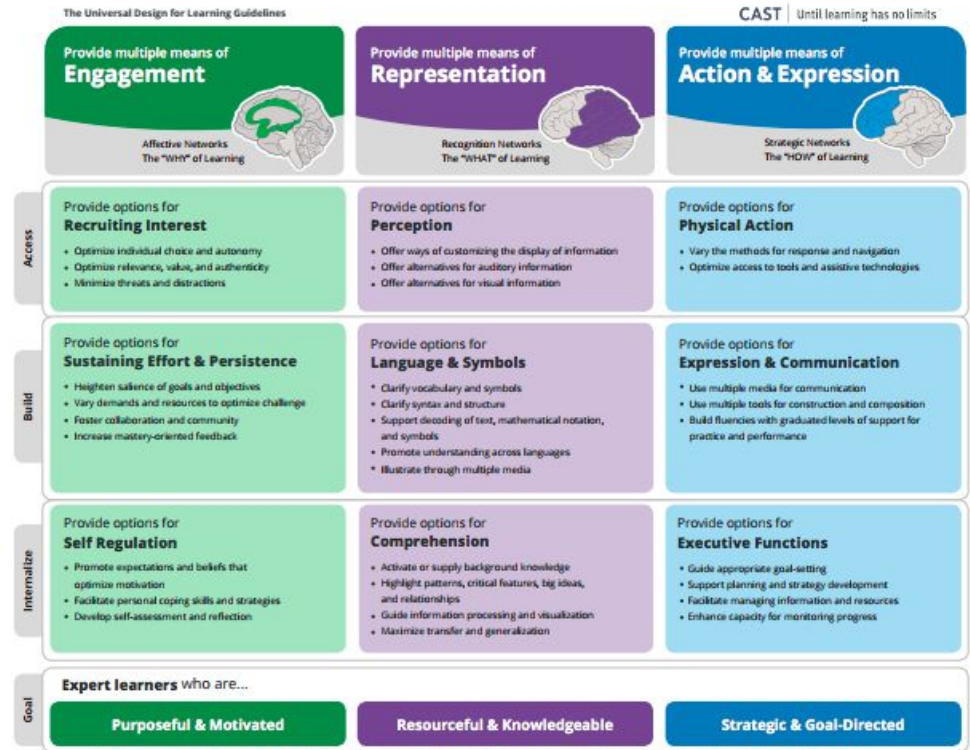 The Universal Design for Learning Guidelines
CAST | Until learning has no limits
Provide multiple means of
Engagement
Affective Networks
The "WHY" of Learning
Provide multiple means of
Representation
Recognition Networks
The "WHAT" of Learning
Provide multiple means of
Action & Expression
Strategic Networks
The "HOW" of Learning
Access
Provide options for
Recruiting Interest
• Optimize individual choice and autonomy
• Optimize relevance, value, and authenticity
• Minimize threats and distractions
Provide options for
Perception
• Offer ways of customizing the display of information
• Offer alternatives for auditory information
• Offer alternatives for visual information
Provide options for
Physical Action
• Vary the methods for response and navigation
• Optimize access to tools and assistive technologies
Build
Provide options for
Sustaining Effort & Persistence
• Heighten salience of goals and objectives
• Vary demands and resources to optimize challenge
• Foster collaboration and community
• Increase mastery-oriented feedback
Provide options for
Language & Symbols
• Clarify vocabulary and symbols
• Clarify syntax and structure
• Support decoding of text, mathematical notation,
and symbols
• Promote understanding across languages
• Illustrate through multiple media
Provide options for
Expression & Communication
• Use multiple media for communication
• Use multiple tools for construction and composition
• Build fluencies with graduated levels of support for
practice and performance
Internalize
Provide options for
Self Regulation
• Promote expectations and beliefs that
optimize motivation
• Facilitate personal coping skills and strategies
• Develop self-assessment and reflection
Provide options for
Comprehension
• Activate or supply background knowledge
• Highlight patterns, critical features, big ideas,
and relationships
• Guide information processing and visualization
• Maximize transfer and generalization
Provide options for
Executive Functions
• Guide appropriate goal-setting
• Support planning and strategy development
• Facilitate managing information and resources
• Enhance capacity for monitoring progress
Goal
Expert learners who are...
Purposeful & Motivated
Resourceful & Knowledgeable
Strategic & Goal-Directed